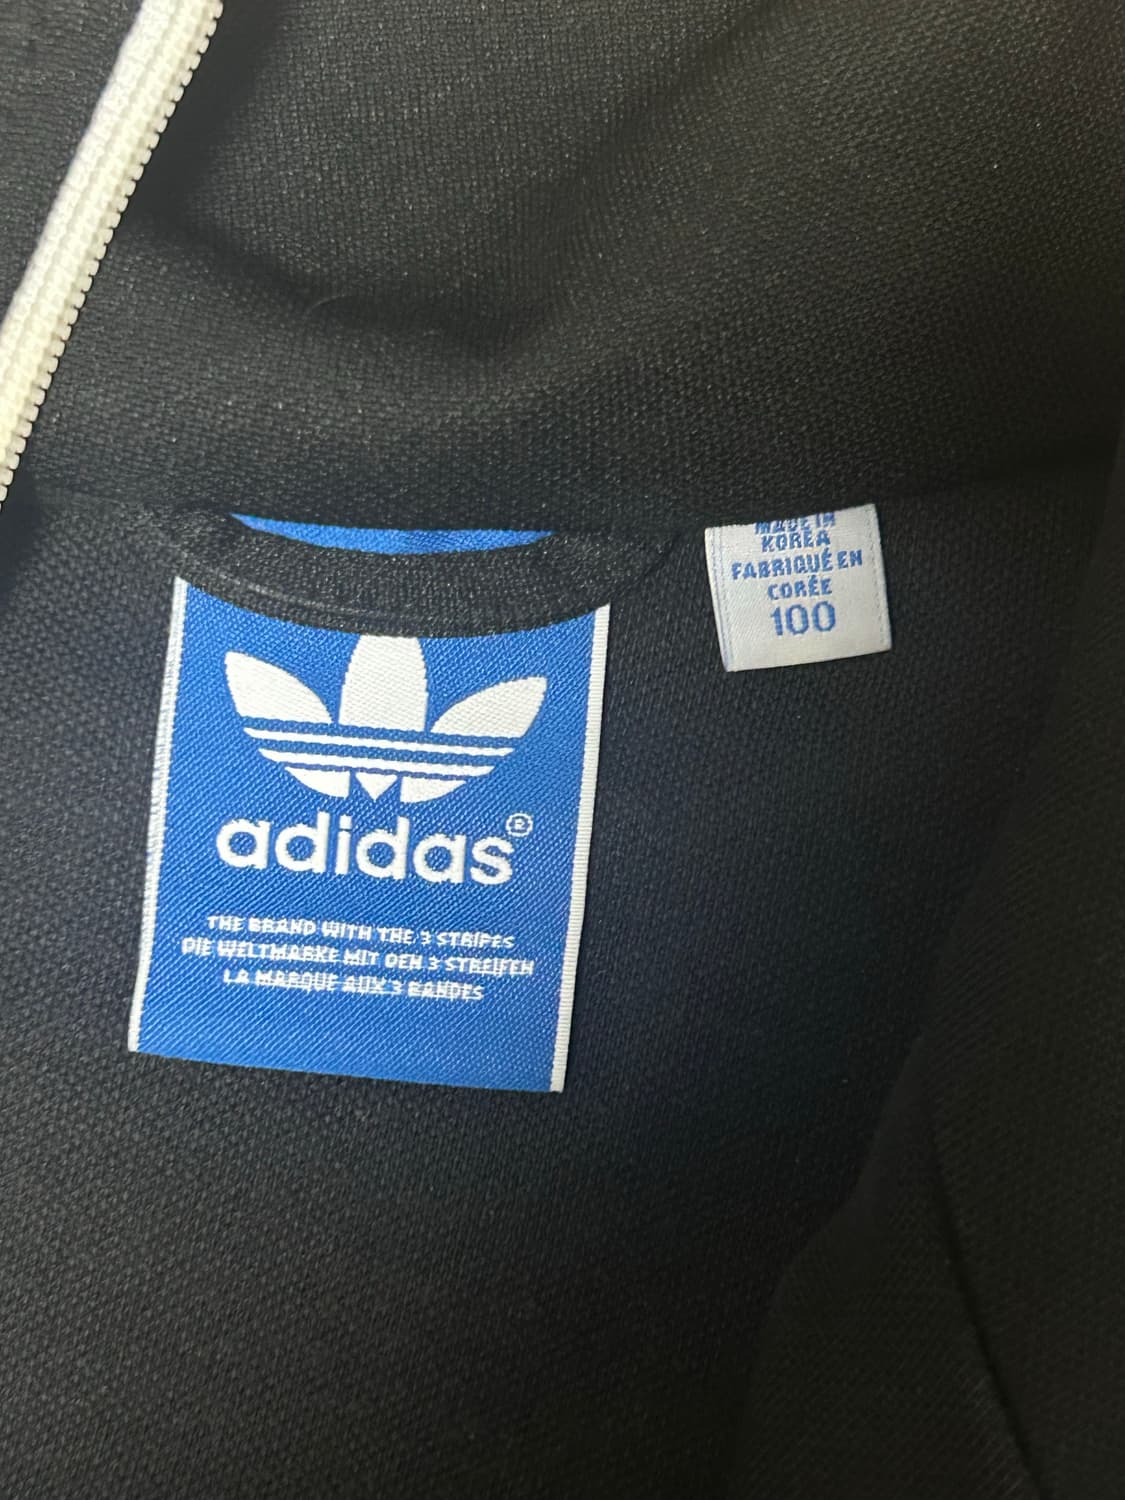 adidas®
THE BRAND WITH THE 3 STRIPES
DIE WELTMARKE MIT DEN 3 STREIFEN
LA MARQUE AUX 3 BANDES
MADE IN
KOREA
FABRIQUÉ EN
CORÉE
100